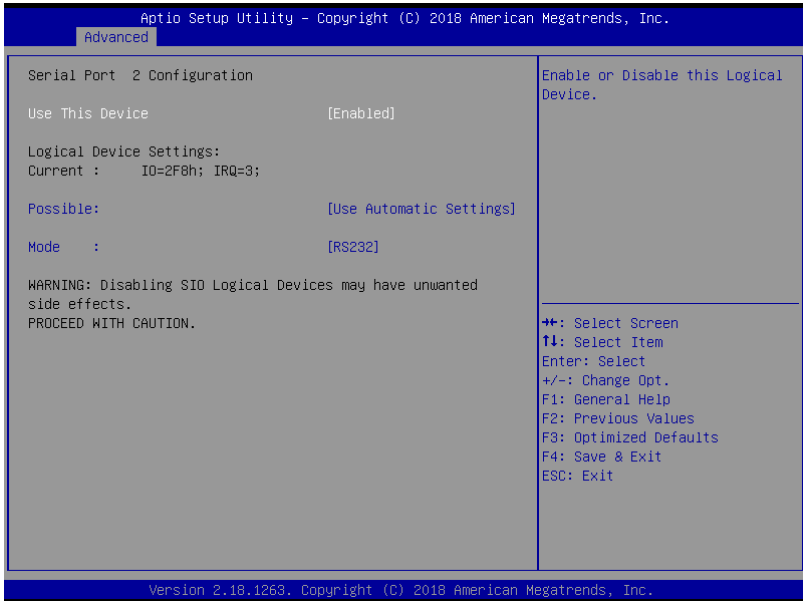 Aptio Setup Utility – Copyright (C) 2018 American Megatrends, Inc.
Advanced
Serial Port  2 Configuration
Use This Device [Enabled]
Logical Device Settings:
Current :     IO=2F8h; IRQ=3;
Possible: [Use Automatic Settings]
Mode    : [RS232]
WARNING: Disabling SIO Logical Devices may have unwanted
side effects.
PROCEED WITH CAUTION.
Enable or Disable this Logical
Device.
→←: Select Screen
↑↓: Select Item
Enter: Select
+/-: Change Opt.
F1: General Help
F2: Previous Values
F3: Optimized Defaults
F4: Save & Exit
ESC: Exit
Version 2.18.1263. Copyright (C) 2018 American Megatrends, Inc.